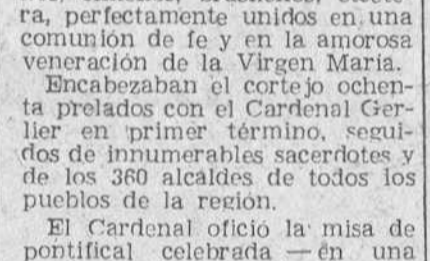 ra, perfectamente unidos en una
comunión de fe y en la amorosa
veneración de la Virgen María.
Encabezaban el cortejo ochen-
ta prelados con el Cardenal Ger-
lier en primer término, segui-
dos de innumerables sacerdotes y
de los 360 alcaldes de todos los
pueblos de la región.
El Cardenal ofició la misa de
pontifical celebrada —en una